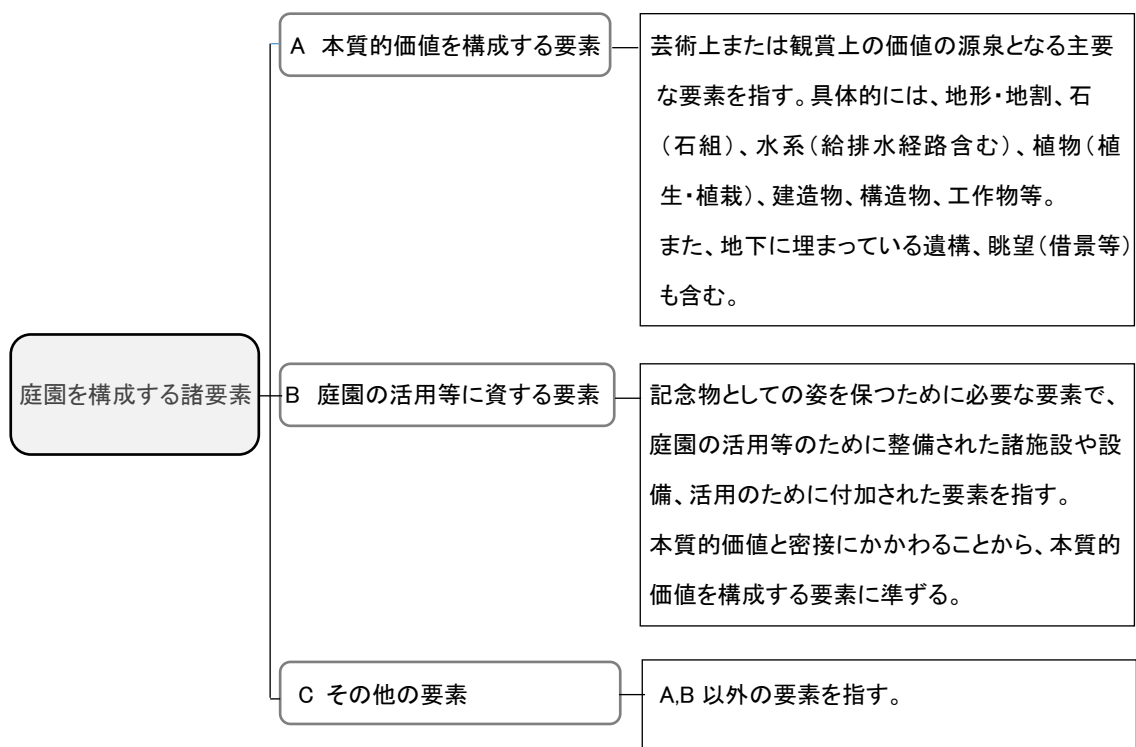 A 本質的価値を構成する要素
芸術上または観賞上の価値の源泉となる主要
な要素を指す。具体的には、地形・地割、石
(石組)、水系(給排水経路含む)、植物(植
生・植栽)、建造物、構造物、工作物等。
また、地下に埋まっている遺構、眺望(借景等)
も含む。
庭園を構成する諸要素
B 庭園の活用等に資する要素
記念物としての姿を保つために必要な要素で、
庭園の活用等のために整備された諸施設や設
備、活用のために付加された要素を指す。
本質的価値と密接にかかわることから、本質的
価値を構成する要素に準ずる。
C その他の要素
A,B 以外の要素を指す。